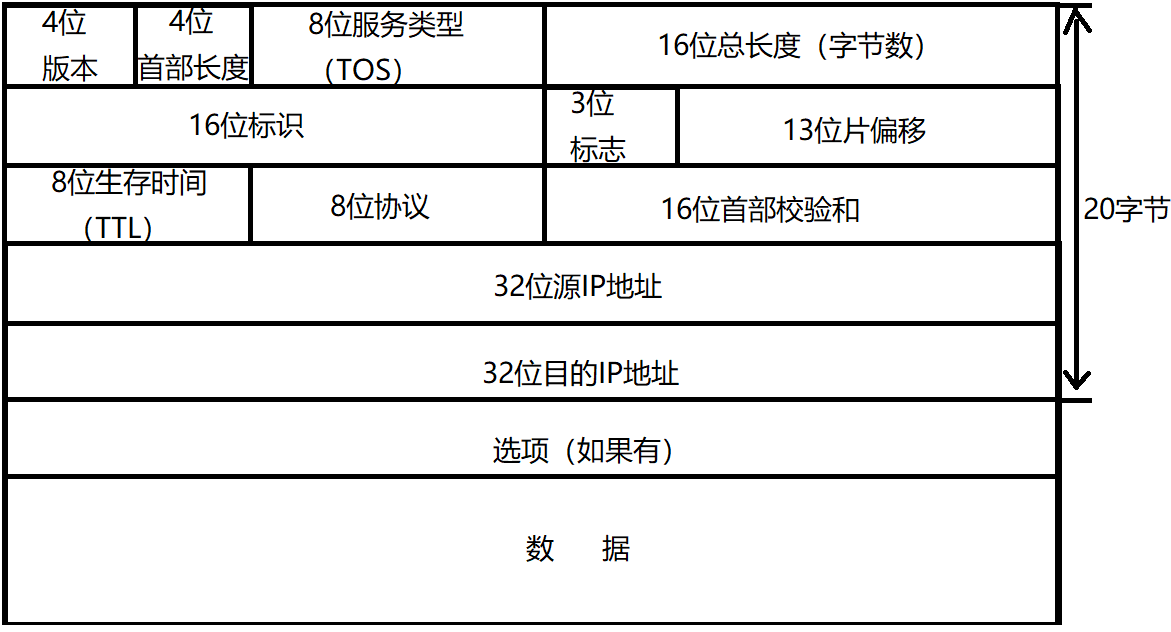 4位
版本
4位
首部长度
8位服务类型
（TOS）
16位总长度（字节数）
16位标识
3位
标志
13位片偏移
8位生存时间
（TTL）
8位协议
16位首部校验和
20字节
32位源IP地址
32位目的IP地址
选项（如果有）
数 据